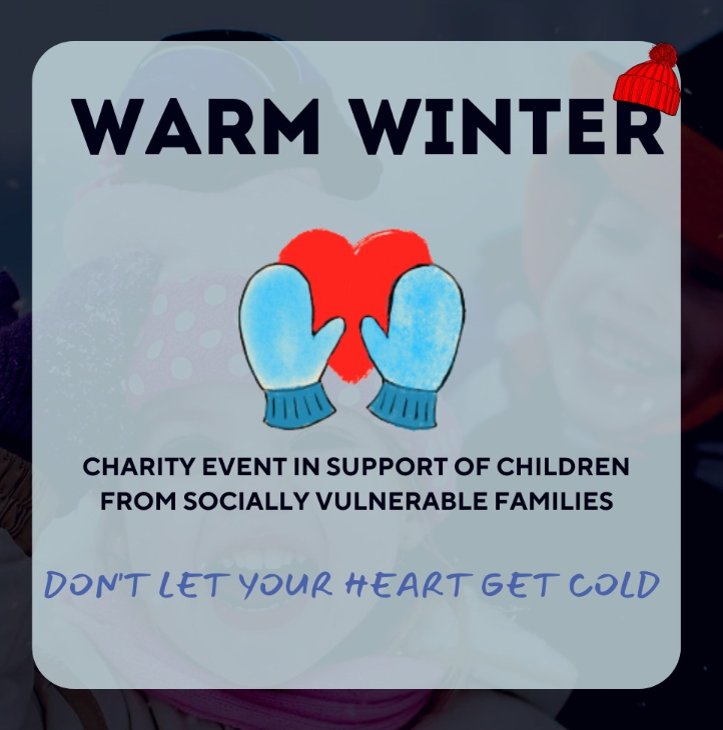 WARM WINTER
CHARITY EVENT IN SUPPORT OF CHILDREN
FROM SOCIALLY VULNERABLE FAMILIES
DON'T LET YOUR HEART GET COLD